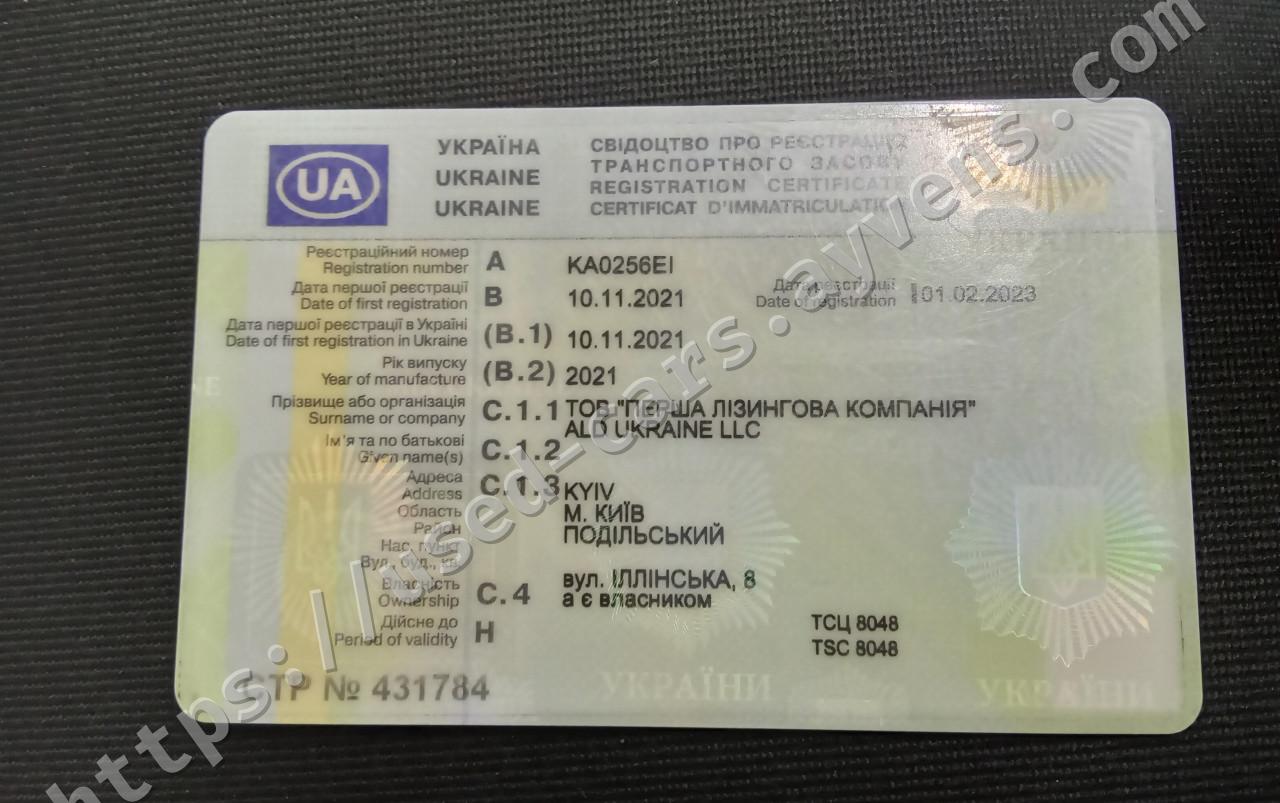 UA
УКРАЇНА
UKRAINE
UKRAINE
СВІДОЦТВО ПРО РЕЄСТРАЦІЮ
ТРАНСПОРТНОГО ЗАСОБУ
REGISTRATION CERTIFICATE
CERTIFICAT D'IMMATRICULATION
Реєстраційний номер
Registration number
A KA0256EI
Дата першої реєстрації
Date of first registration
B 10.11.2021
Дата реєстрації
Date of registration
01.02.2023
Дата першої реєстрації в Україні
Date of first registration in Ukraine
(B.1) 10.11.2021
Рік випуску
Year of manufacture
(B.2) 2021
Прізвище або організація
Surname or company
C.1.1 ТОВ "ПЕРША ЛІЗИНГОВА КОМПАНІЯ"
ALD UKRAINE LLC
Ім'я та по батькові
Given name(s)
C.1.2
Адреса
Address
C.1.3 KYIV
Область
М. КИЇВ
Район
ПОДІЛЬСЬКИЙ
Нас. пункт
Вул., буд., кв.
вул. ІЛЛІНСЬКА, 8
Власність
Ownership
C.4 а є власником
Дійсне до
Period of validity
H
ТСЦ 8048
TSC 8048
СТР № 431784
УКРАЇНИ
УКРАЇНИ
https://used-cars.ayvens.com